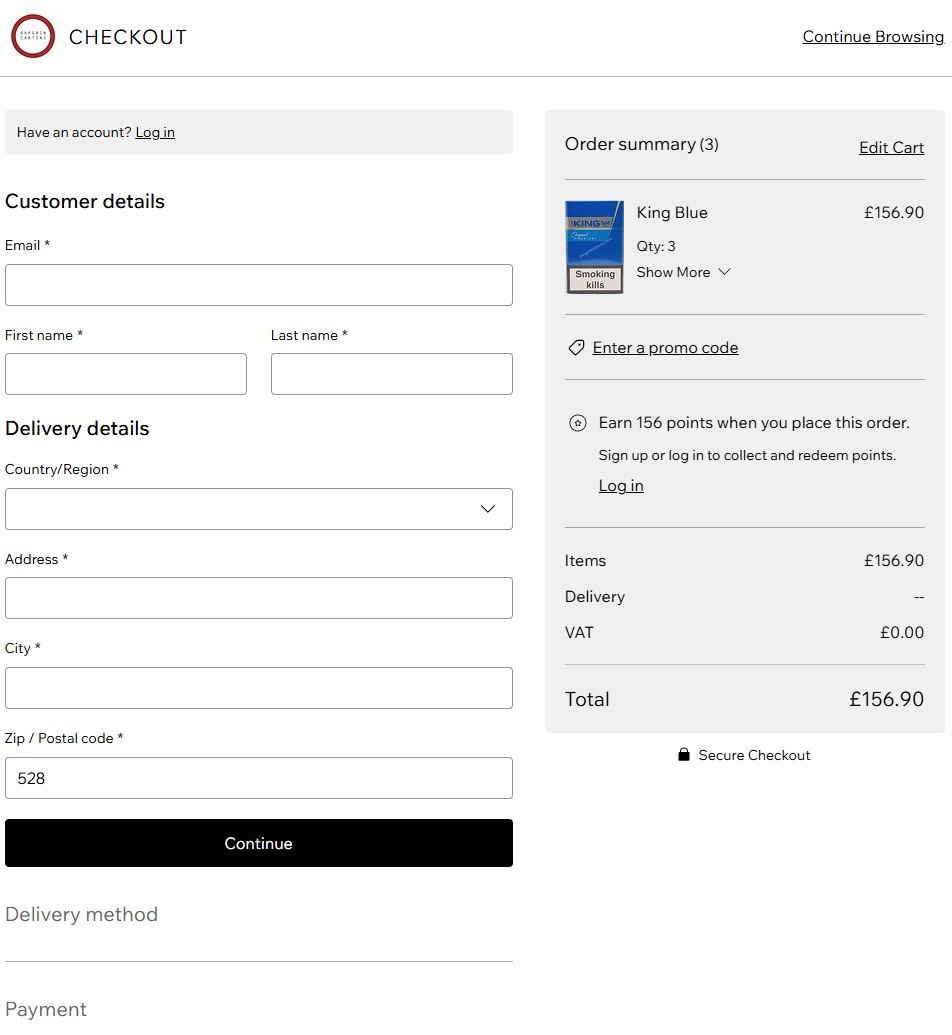 BARGAIN
CARTONS
CHECKOUT
Continue Browsing
Have an account? Log in
Customer details
Email *
First name *
Last name *
Delivery details
Country/Region *
Address *
City *
Zip / Postal code *
528
Continue
Delivery method
Payment
Order summary (3)
Edit Cart
KING
Smoking
kills
King Blue
£156.90
Qty: 3
Show More
Enter a promo code
Earn 156 points when you place this order.
Sign up or log in to collect and redeem points.
Log in
Items
£156.90
Delivery
--
VAT
£0.00
Total
£156.90
Secure Checkout